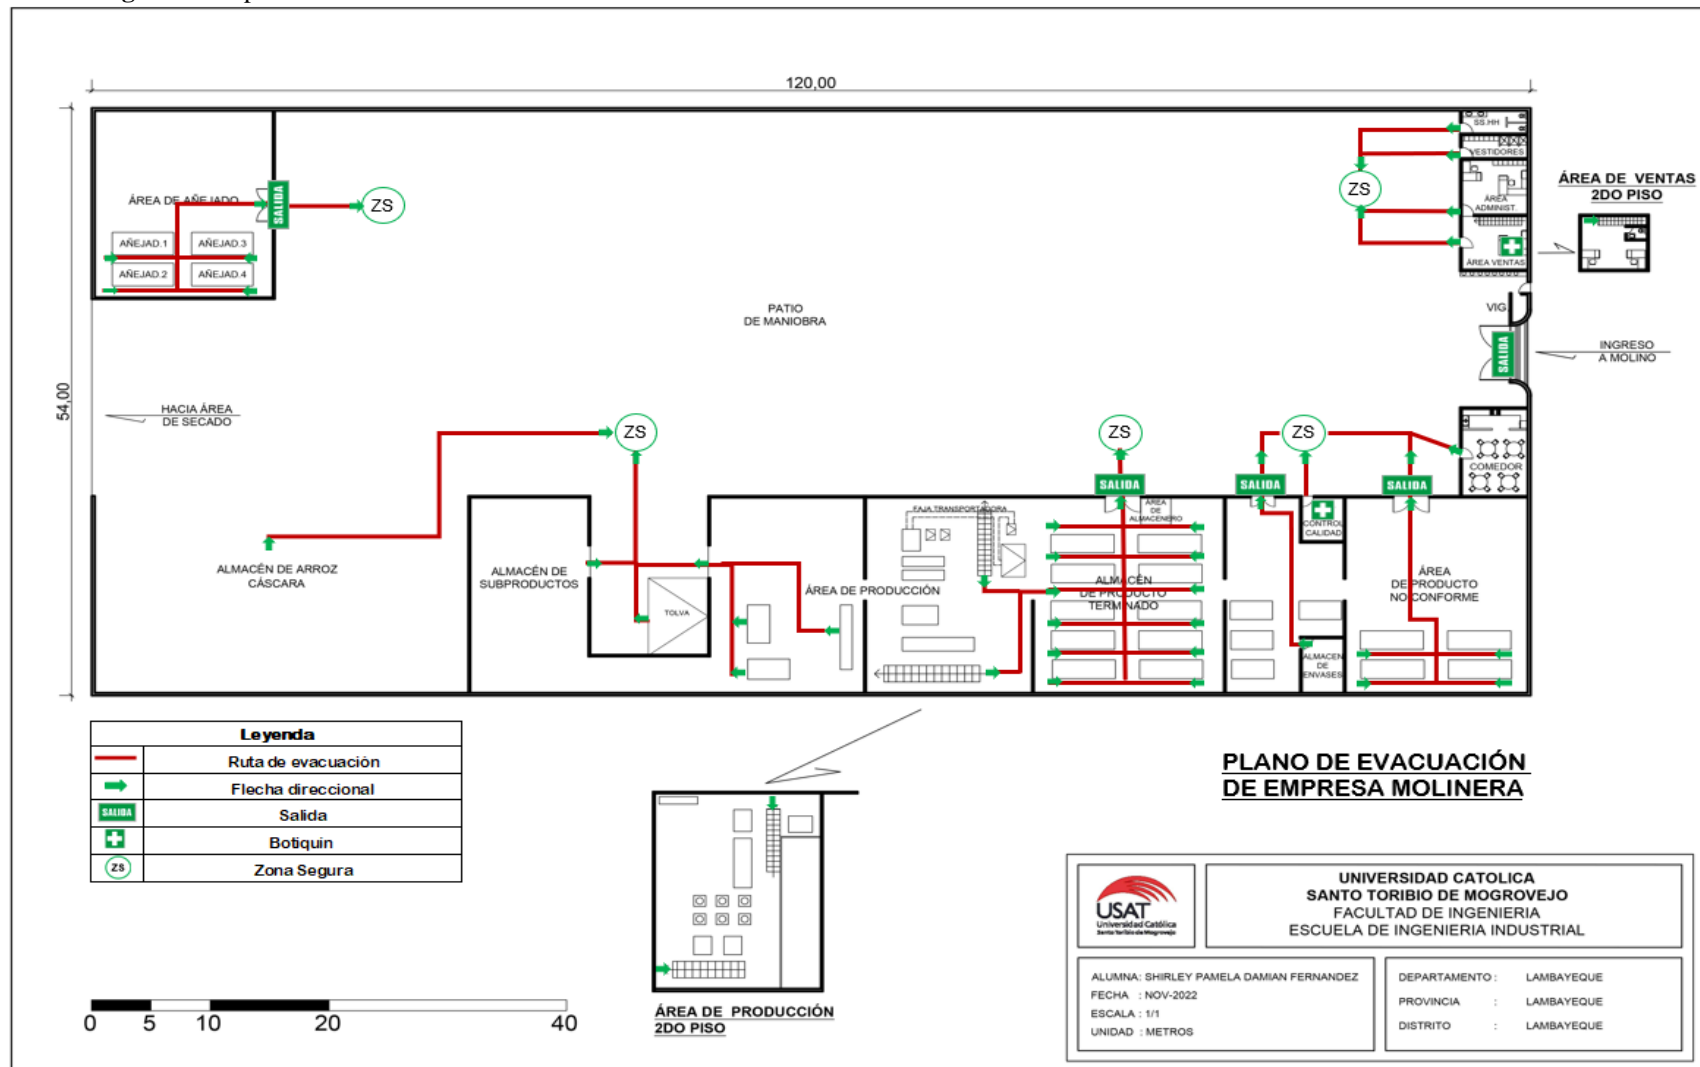 120,00
54,00
SS.HH
VESTIDORES
ÁREA
ADMINIST.
ÁREA VENTAS
ÁREA DE VENTAS
2DO PISO
ÁREA DE AÑEJADO
SALIDA
ZS
AÑEJAD.1
AÑEJAD.3
AÑEJAD.2
AÑEJAD.4
ZS
PATIO
DE MANIOBRA
VIG.
SALIDA
INGRESO
A MOLINO
HACIA ÁREA
DE SECADO
ZS
ZS
ZS
COMEDOR
SALIDA
SALIDA
SALIDA
FAJA TRANSPORTADORA
ÁREA
DE
ALMACENERO
CONTROL
CALIDAD
ALMACÉN DE ARROZ
CÁSCARA
ALMACÉN DE
SUBPRODUCTOS
TOLVA
ÁREA DE PRODUCCIÓN
ALMACÉN
DE PRODUCTO
TERMINADO
ALMACEN
DE
ENVASES
ÁREA
DE PRODUCTO
NO CONFORME
Leyenda
Ruta de evacuación
Flecha direccional
SALIDA
Salida
Botiquín
ZS
Zona Segura
PLANO DE EVACUACIÓN
DE EMPRESA MOLINERA
ÁREA DE PRODUCCIÓN
2DO PISO
0 5 10 20 40
USAT
Universidad Católica
Santo Toribio de Mogrovejo
UNIVERSIDAD CATOLICA
SANTO TORIBIO DE MOGROVEJO
FACULTAD DE INGENIERIA
ESCUELA DE INGENIERIA INDUSTRIAL
ALUMNA: SHIRLEY PAMELA DAMIAN FERNANDEZ
FECHA : NOV-2022
ESCALA : 1/1
UNIDAD : METROS
DEPARTAMENTO : LAMBAYEQUE
PROVINCIA : LAMBAYEQUE
DISTRITO : LAMBAYEQUE